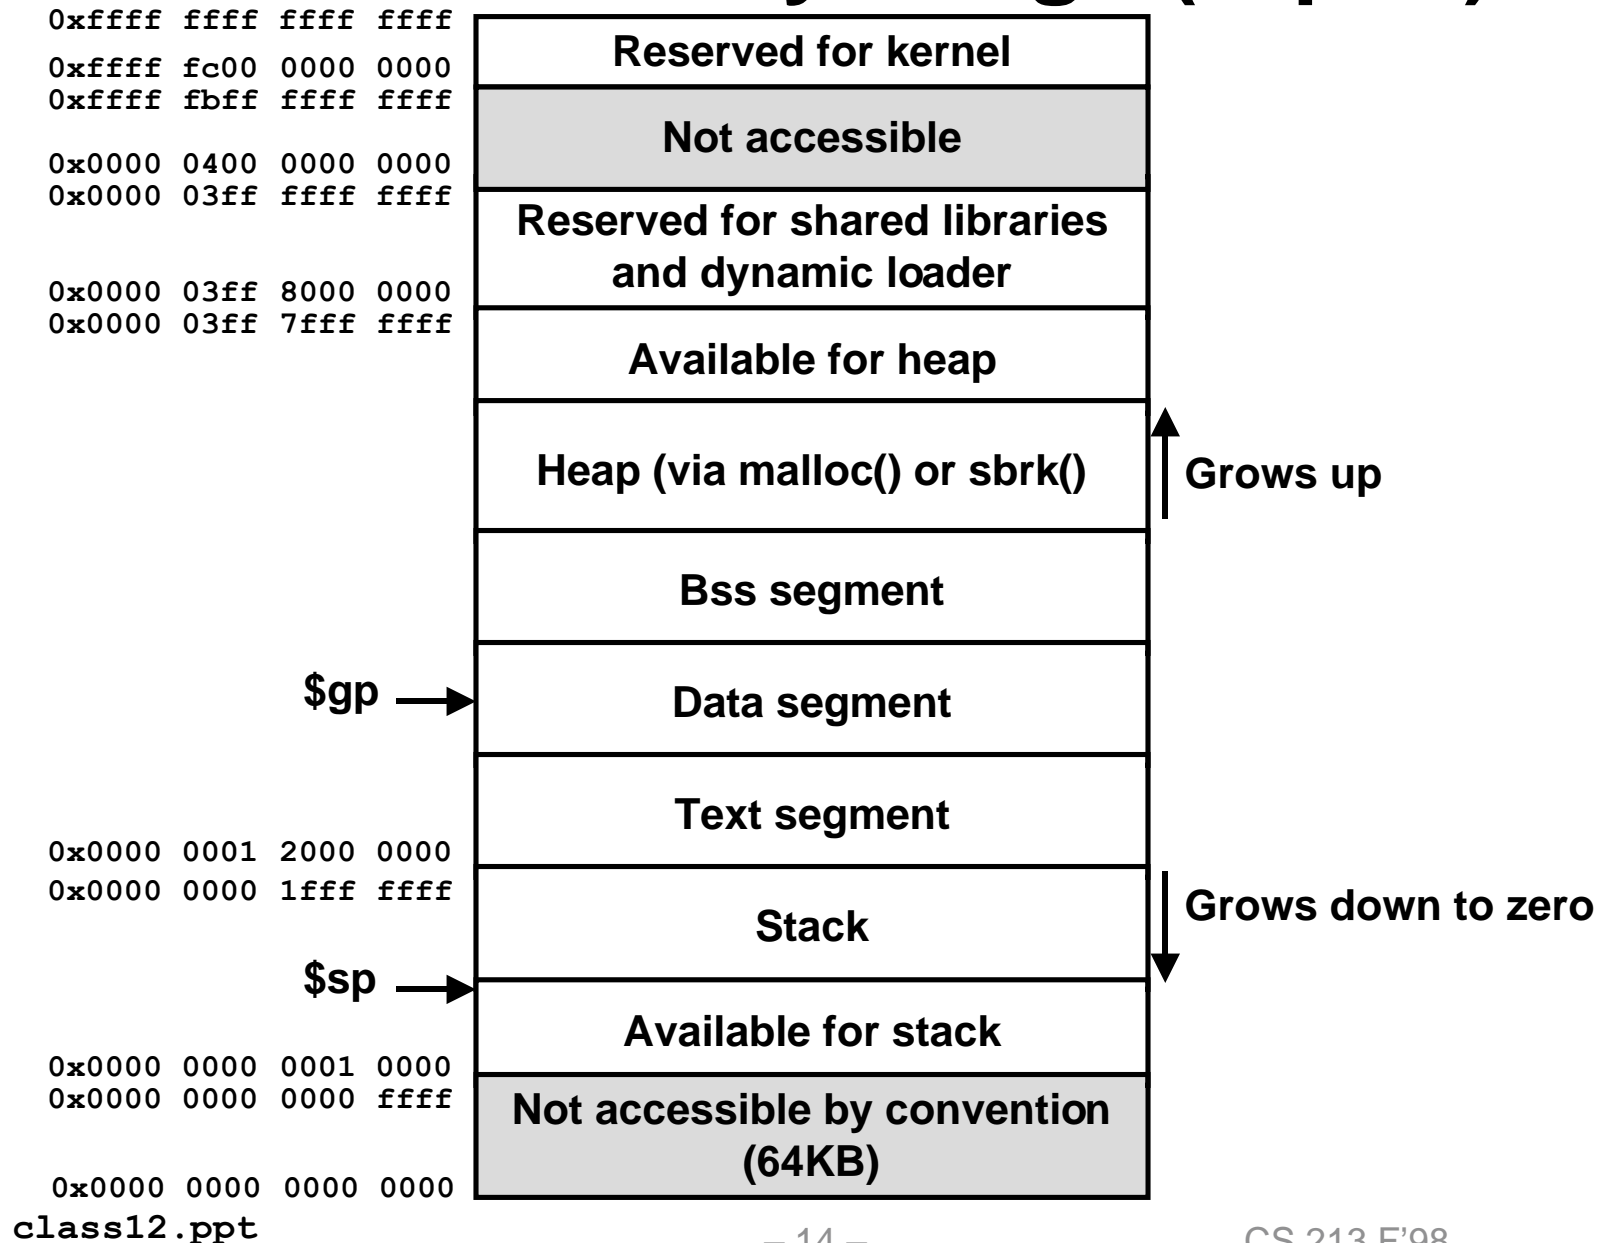 0xffff ffff ffff ffff
Reserved for kernel
0xffff fc00 0000 0000
0xffff fbff ffff ffff
Not accessible
0x0000 0400 0000 0000
0x0000 03ff ffff ffff
Reserved for shared libraries
and dynamic loader
0x0000 03ff 8000 0000
0x0000 03ff 7fff ffff
Available for heap
Heap (via malloc() or sbrk()
Grows up
Bss segment
$gp
Data segment
Text segment
0x0000 0001 2000 0000
0x0000 0000 1fff ffff
Stack
Grows down to zero
$sp
Available for stack
0x0000 0000 0001 0000
0x0000 0000 0000 ffff
Not accessible by convention
(64KB)
0x0000 0000 0000 0000
class12.ppt
– 14 –
CS 213 F'98